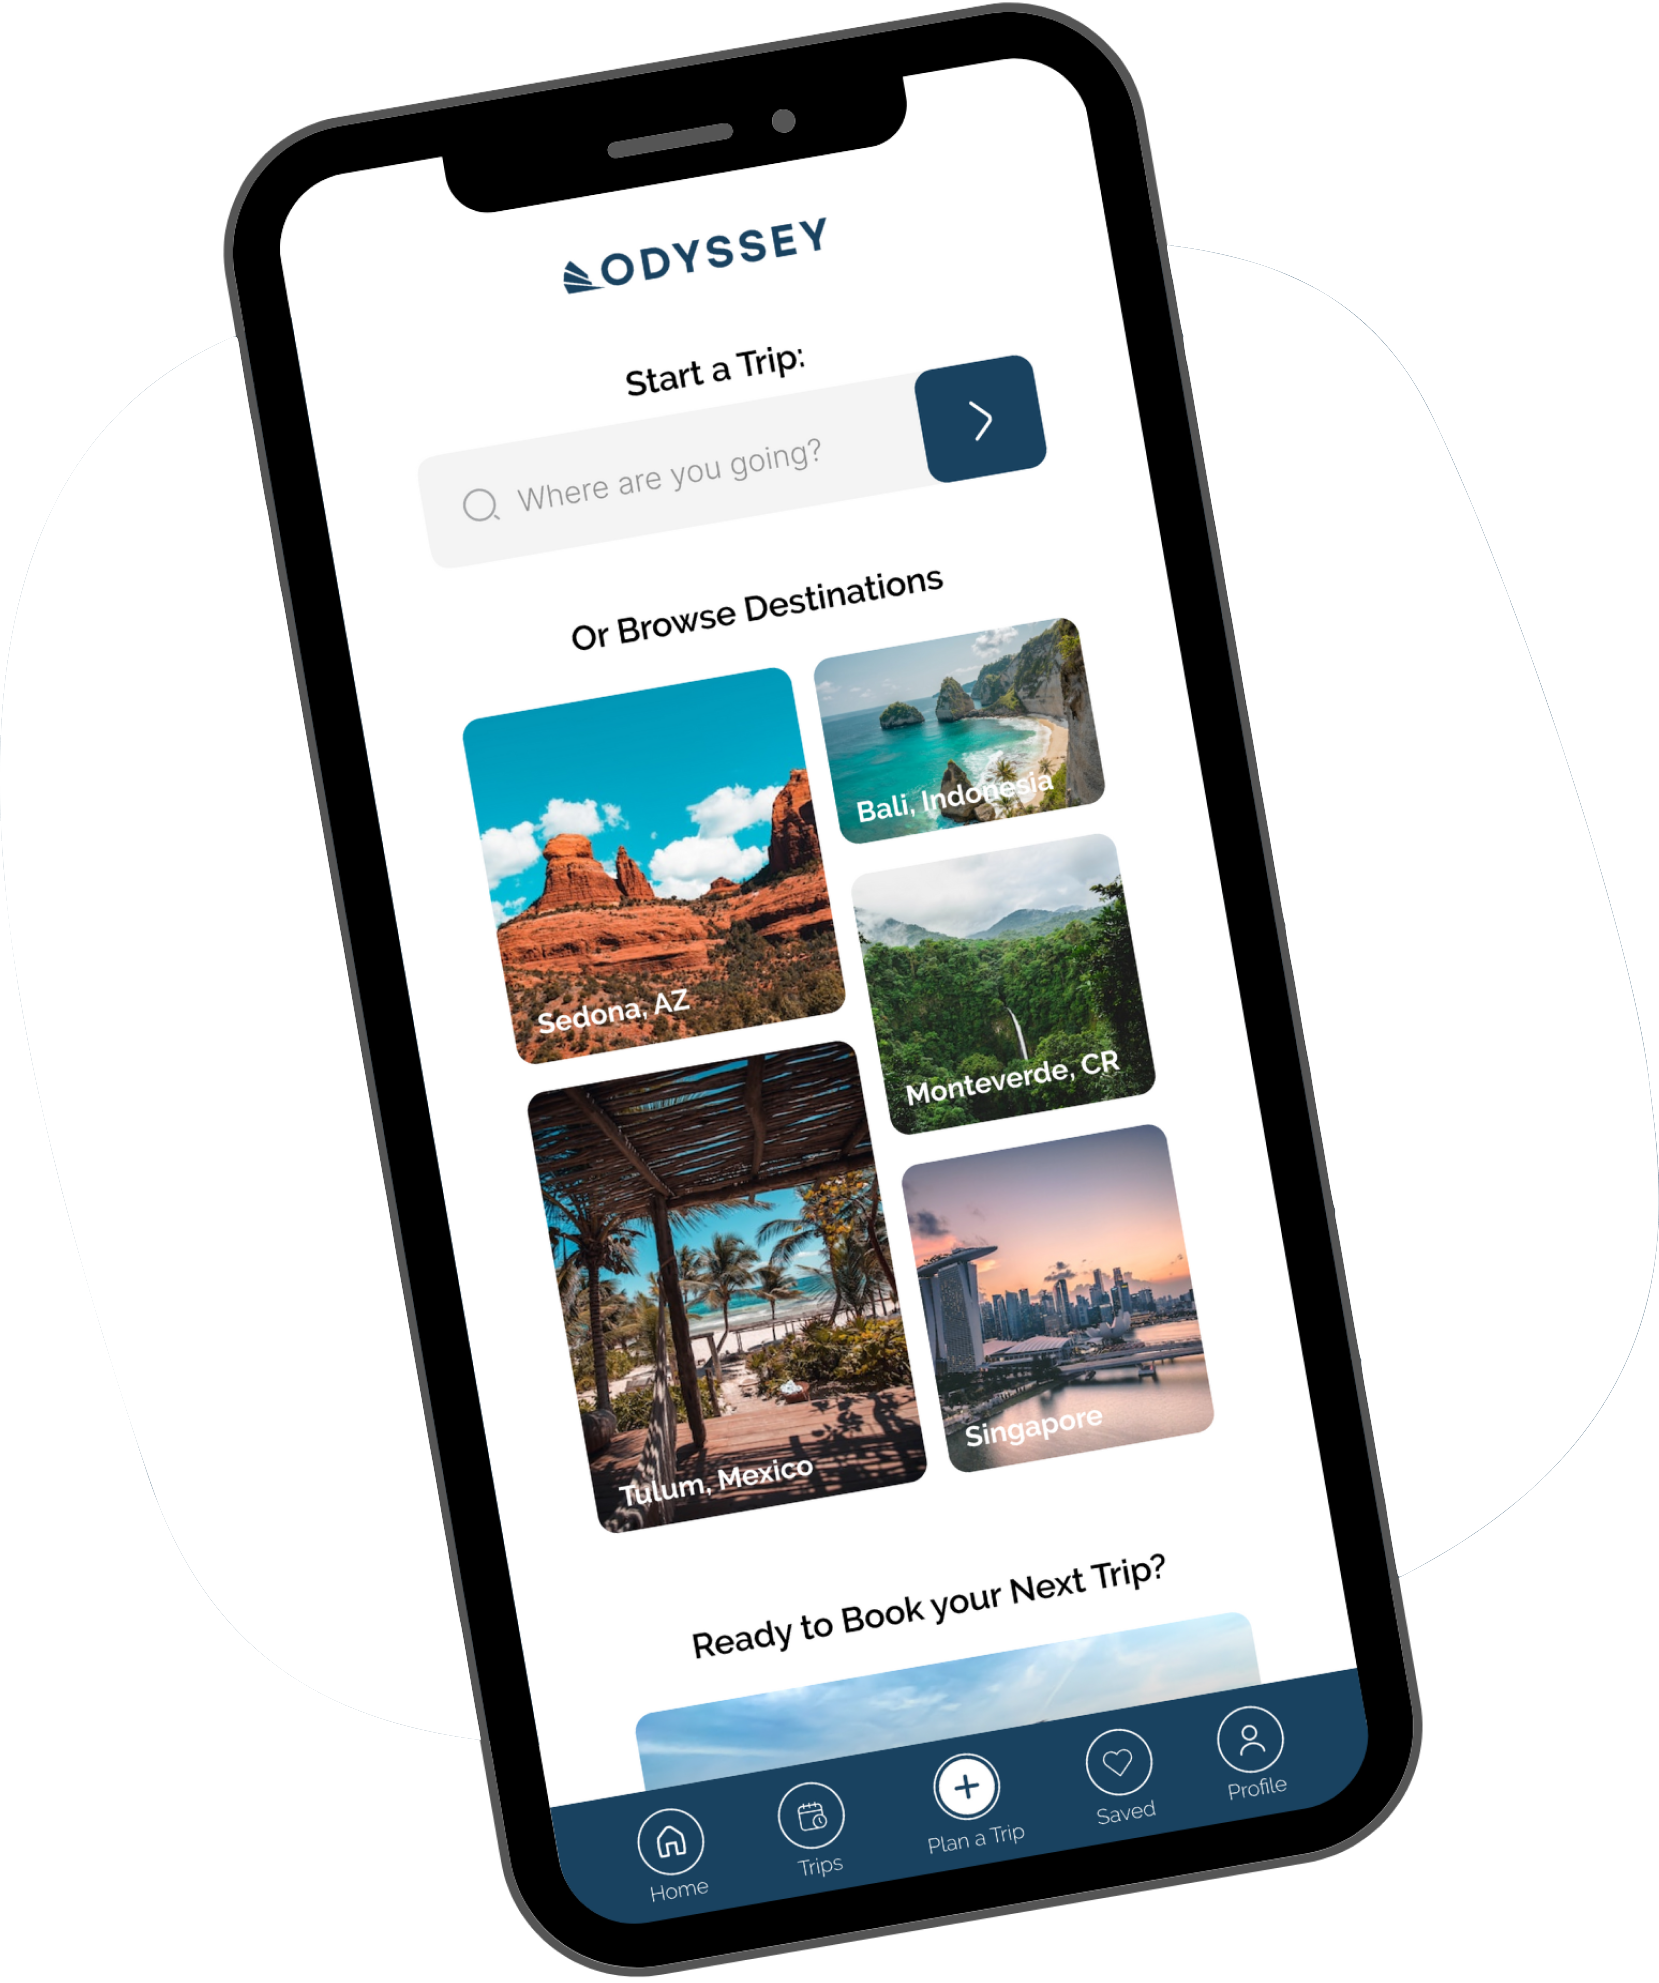 ODYSSEY
Start a Trip:
Where are you going?
Or Browse Destinations
Sedona, AZ
Bali, Indonesia
Monteverde, CR
Tulum, Mexico
Singapore
Ready to Book your Next Trip?
Home
Trips
Plan a Trip
Saved
Profile